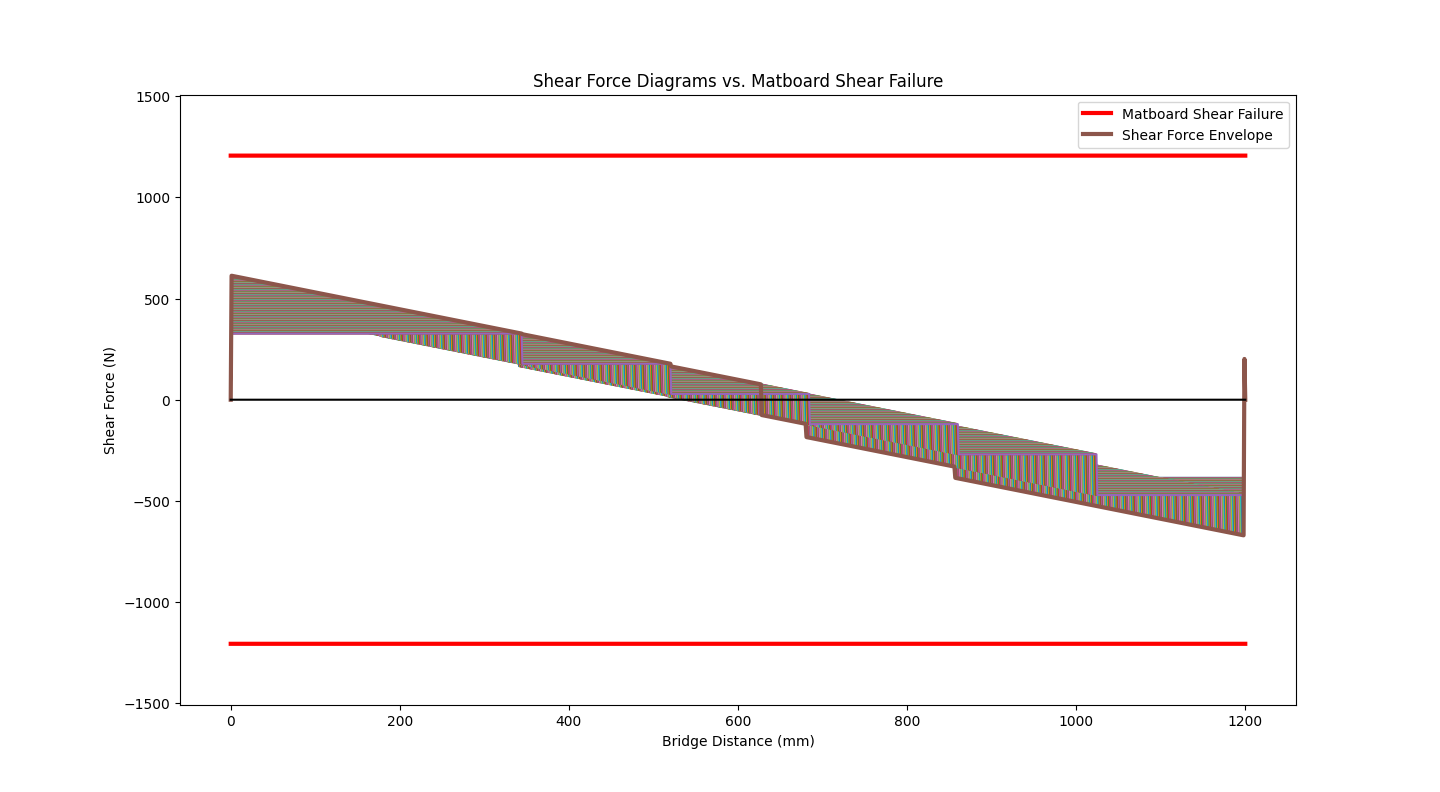 Shear Force Diagrams vs. Matboard Shear Failure
Matboard Shear Failure
Shear Force Envelope
Shear Force (N)
1500
1000
500
0
−500
−1000
−1500
0 200 400 600 800 1000 1200
Bridge Distance (mm)